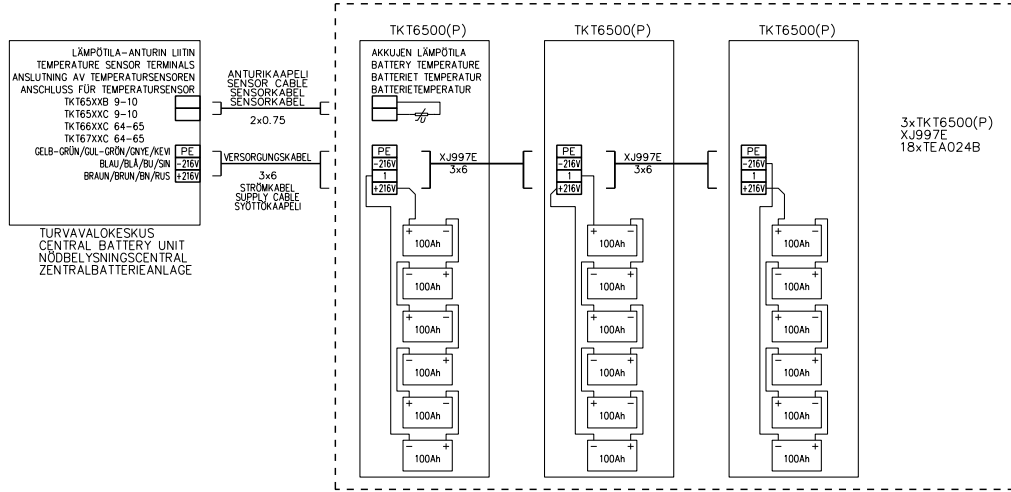 TKT6500(P)
TKT6500(P)
TKT6500(P)
LÄMPÖTILA-ANTURIN LIITIN
TEMPERATURE SENSOR TERMINALS
ANSLUTNING AV TEMPERATURSENSOREN
ANSCHLUSS FÜR TEMPERATURSENSOR
TKT65XXB 9-10
TKT65XXC 9-10
TKT66XXC 64-65
TKT67XXC 64-65
GELB-GRÜN/GUL-GRÖN/GNYE/KEVI
BLAU/BLÅ/BU/SIN
BRAUN/BRUN/BN/RUS
PE
-216V
+216V
TURVAVALOKESKUS
CENTRAL BATTERY UNIT
NÖDBELYSNINGSCENTRAL
ZENTRALBATTERIEANLAGE
ANTURIKAAPELI
SENSOR CABLE
SENSORKABEL
SENSORKABEL
2x0.75
VERSORGUNGSKABEL
3x6
STRÖMKABEL
SUPPLY CABLE
SYÖTTÖKAAPELI
AKKUJEN LÄMPÖTILA
BATTERY TEMPERATURE
BATTERIET TEMPERATUR
BATTERIETEMPERATUR
PE
-216V
1
+216V
+ -
100Ah
- +
100Ah
+ -
100Ah
- +
100Ah
+ -
100Ah
- +
100Ah
XJ997E
3x6
PE
-216V
1
+216V
+ -
100Ah
- +
100Ah
+ -
100Ah
- +
100Ah
+ -
100Ah
- +
100Ah
XJ997E
3x6
PE
-216V
1
+216V
+ -
100Ah
- +
100Ah
+ -
100Ah
- +
100Ah
+ -
100Ah
- +
100Ah
3xTKT6500(P)
XJ997E
18xTEA024B